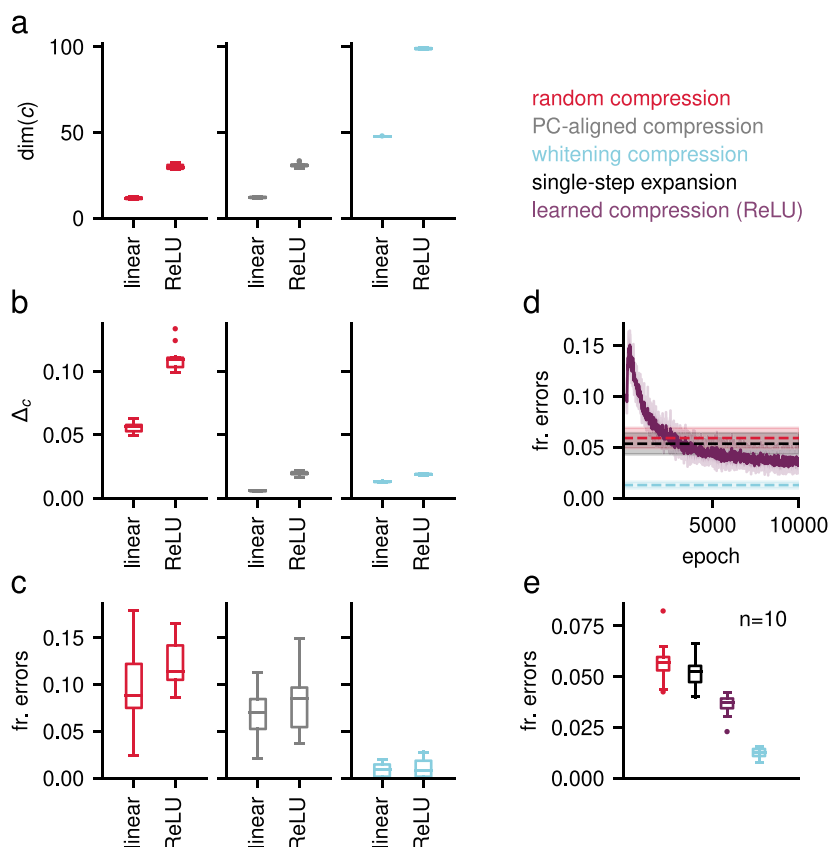 a
dim(c)
100
50
0
linear
ReLU
linear
ReLU
linear
ReLU
random compression
PC-aligned compression
whitening compression
single-step expansion
learned compression (ReLU)
b
Δc
0.10
0.05
0.00
linear
ReLU
linear
ReLU
linear
ReLU
d
fr. errors
0.15
0.10
0.05
0.00
5000
10000
epoch
c
fr. errors
0.15
0.10
0.05
0.00
linear
ReLU
linear
ReLU
linear
ReLU
e
n=10
fr. errors
0.075
0.050
0.025
0.000